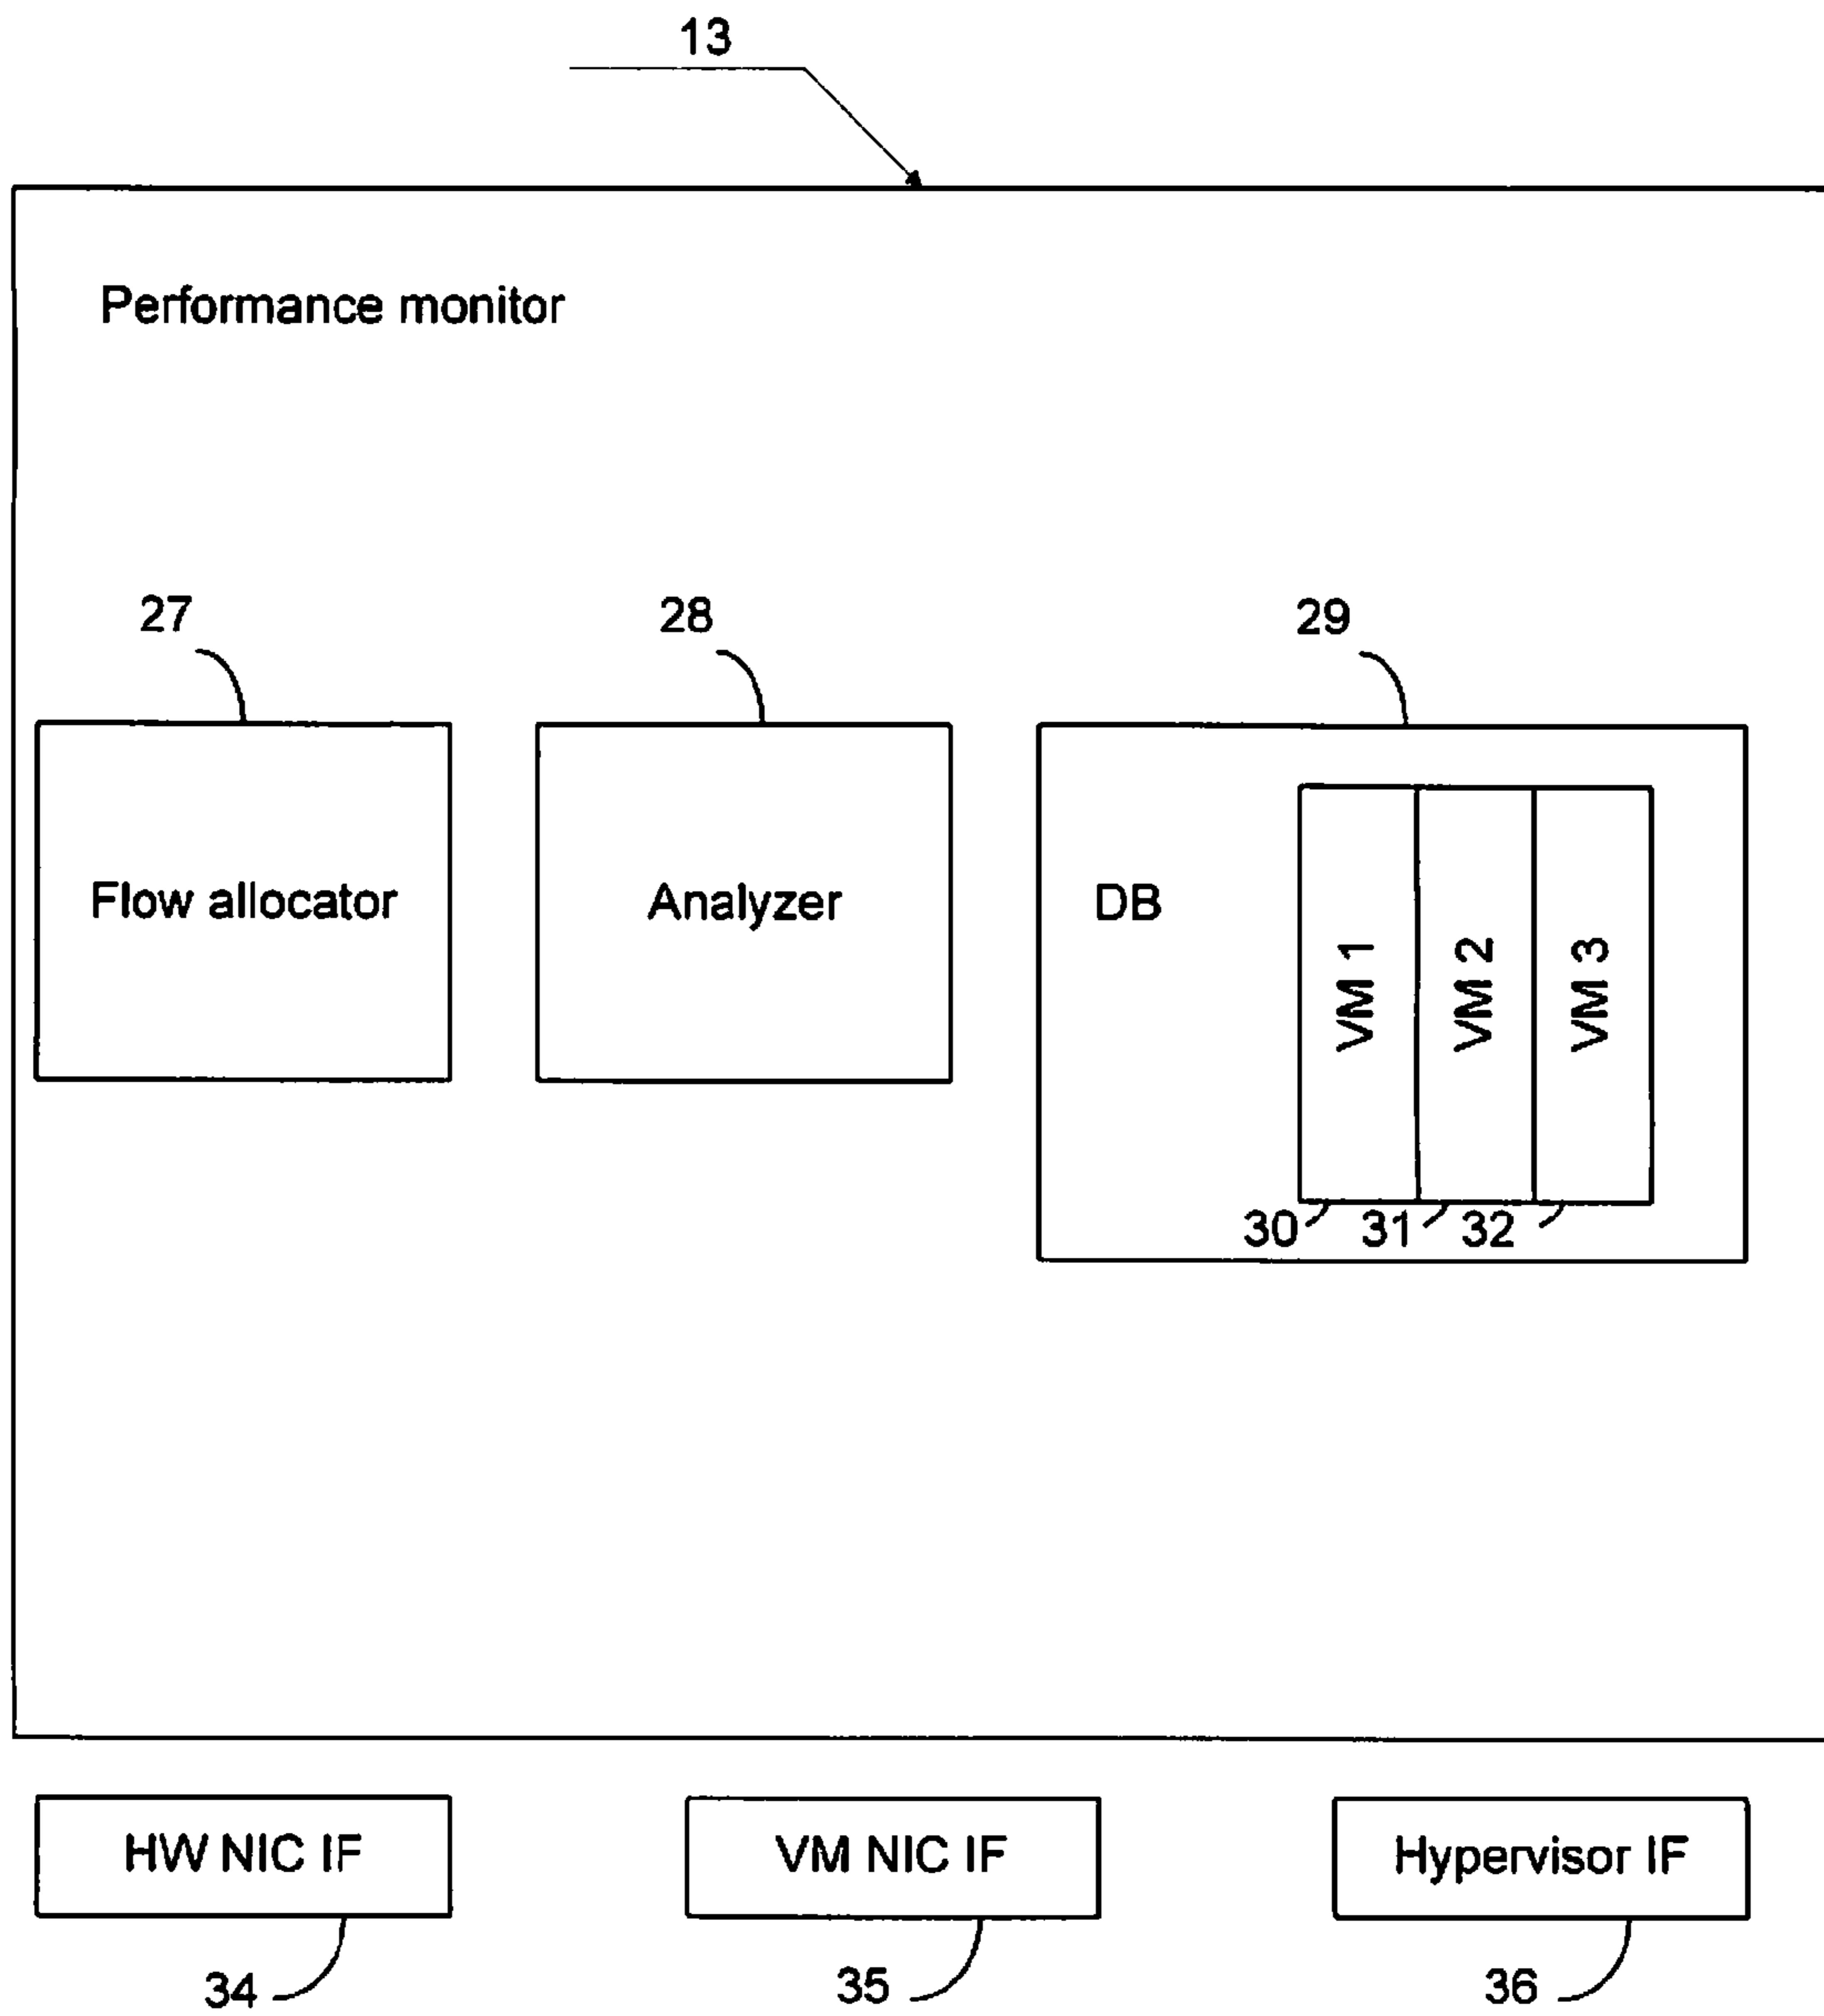 13
Performance monitor
27
28
29
Flow allocator
Analyzer
DB
VM 1
VM 2
VM 3
30
31
32
HW NIC IF
VM NIC IF
Hypervisor IF
34
35
36